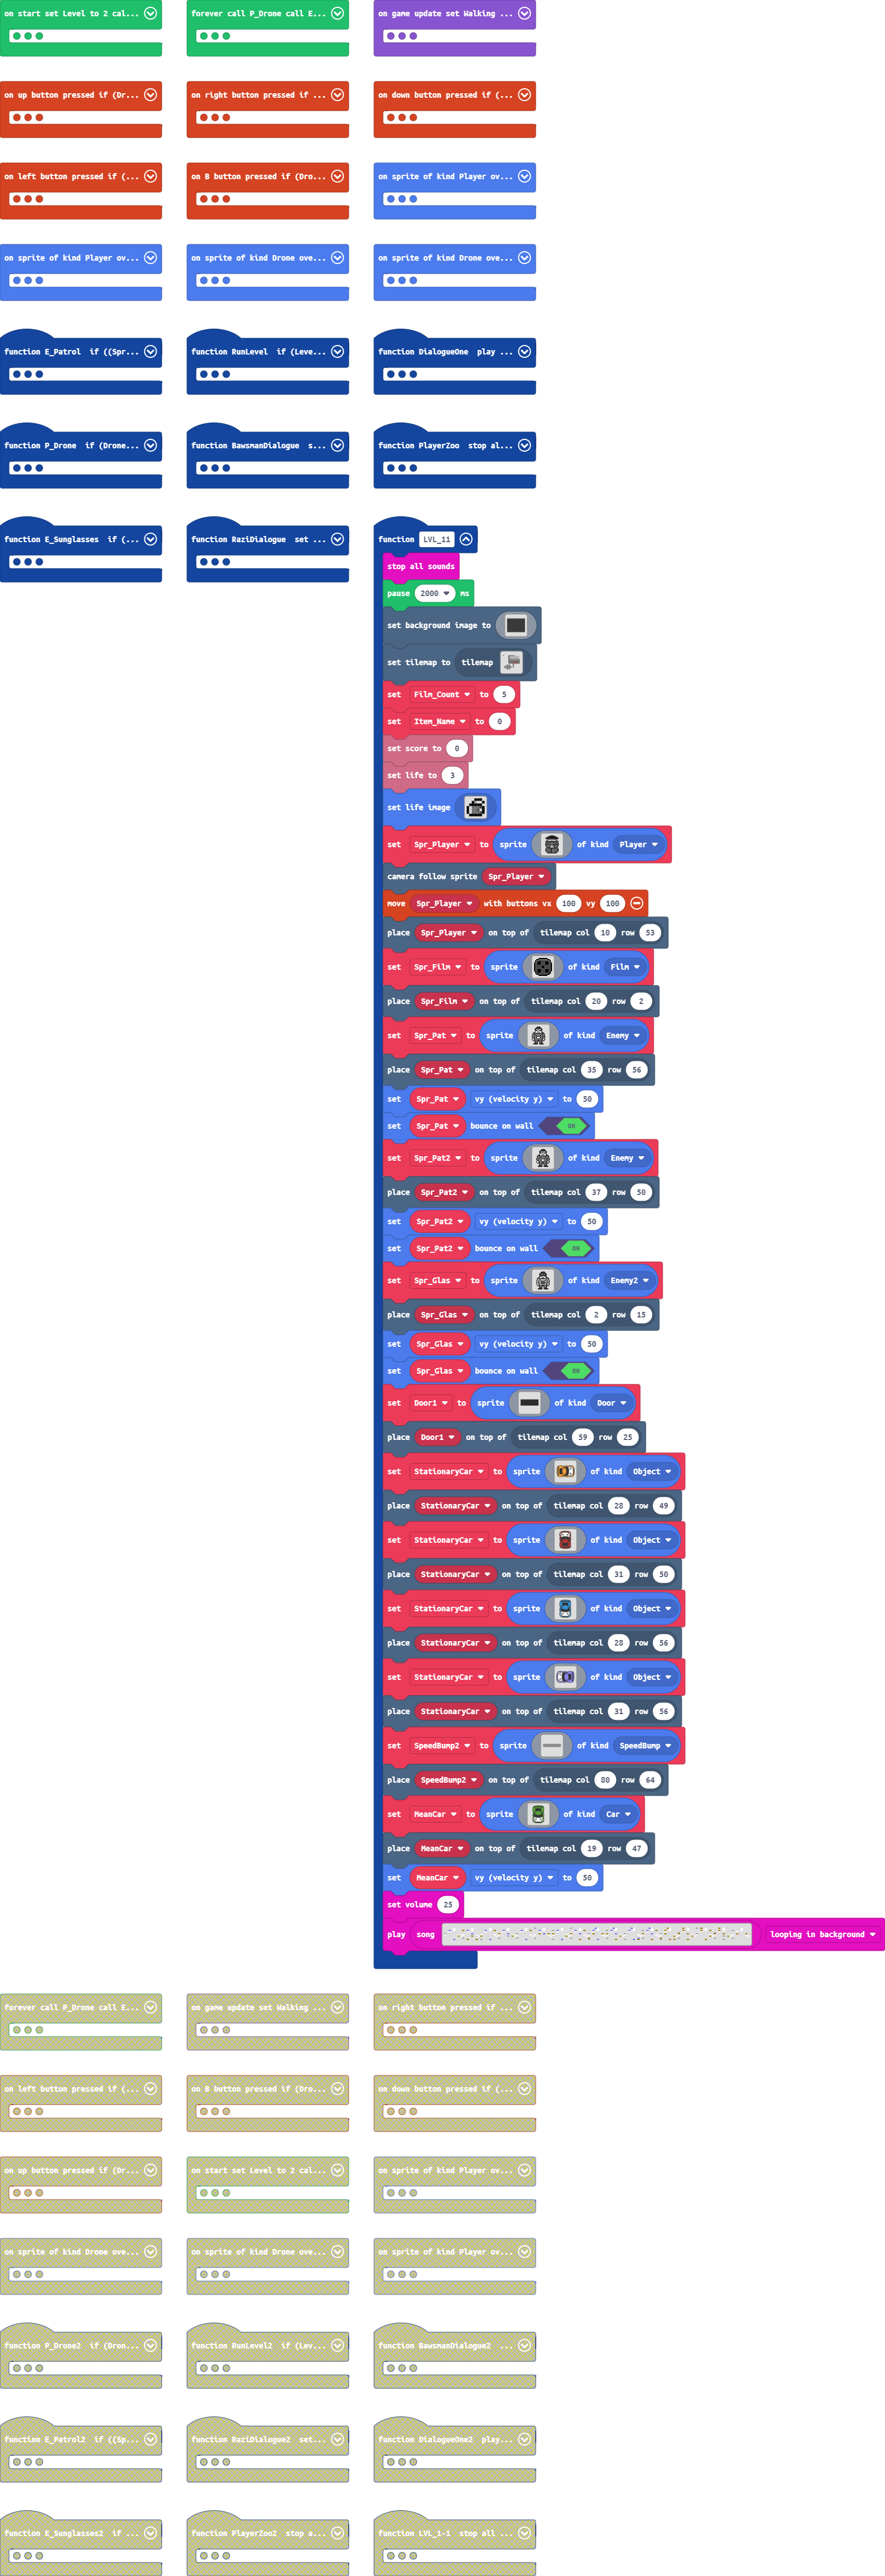 on start set Level to 2 cal...
forever call P_Drone call E...
on game update set Walking ...
on up button pressed if (Dr...
on right button pressed if ...
on down button pressed if (...
on left button pressed if (...
on B button pressed if (Dro...
on sprite of kind Player ov...
on sprite of kind Player ov...
on sprite of kind Drone ove...
on sprite of kind Drone ove...
function E_Patrol if ((Spr...
function RunLevel if (Leve...
function DialogueOne play ...
function P_Drone if (Drone...
function BawsmanDialogue s...
function PlayerZoo stop al...
function E_Sunglasses if (...
function RaziDialogue set ...
function LVL_11
stop all sounds
pause 2000 ms
set background image to
set tilemap to tilemap
set Film_Count to 5
set Item_Name to 0
set score to 0
set life to 3
set life image
set Spr_Player to sprite of kind Player
camera follow sprite Spr_Player
move Spr_Player with buttons vx 100 vy 100
place Spr_Player on top of tilemap col 10 row 53
set Spr_Film to sprite of kind Film
place Spr_Film on top of tilemap col 20 row 2
set Spr_Pat to sprite of kind Enemy
place Spr_Pat on top of tilemap col 35 row 56
set Spr_Pat vy (velocity y) to 50
set Spr_Pat bounce on wall ON
set Spr_Pat2 to sprite of kind Enemy
place Spr_Pat2 on top of tilemap col 37 row 50
set Spr_Pat2 vy (velocity y) to 50
set Spr_Pat2 bounce on wall ON
set Spr_Glas to sprite of kind Enemy2
place Spr_Glas on top of tilemap col 2 row 15
set Spr_Glas vy (velocity y) to 50
set Spr_Glas bounce on wall ON
set Door1 to sprite of kind Door
place Door1 on top of tilemap col 59 row 25
set StationaryCar to sprite of kind Object
place StationaryCar on top of tilemap col 28 row 49
set StationaryCar to sprite of kind Object
place StationaryCar on top of tilemap col 31 row 50
set StationaryCar to sprite of kind Object
place StationaryCar on top of tilemap col 28 row 56
set StationaryCar to sprite of kind Object
place StationaryCar on top of tilemap col 31 row 56
set SpeedBump2 to sprite of kind SpeedBump
place SpeedBump2 on top of tilemap col 80 row 64
set MeanCar to sprite of kind Car
place MeanCar on top of tilemap col 19 row 47
set MeanCar vy (velocity y) to 50
set volume 25
play song looping in background
forever call P_Drone call E...
on game update set Walking ...
on right button pressed if ...
on left button pressed if (...
on B button pressed if (Dro...
on down button pressed if (...
on up button pressed if (Dr...
on start set Level to 2 cal...
on sprite of kind Player ov...
on sprite of kind Drone ove...
on sprite of kind Drone ove...
on sprite of kind Player ov...
function P_Drone2 if (Dron...
function RunLevel2 if (Lev...
function BawsmanDialogue2 ...
function E_Patrol2 if ((Sp...
function RaziDialogue2 set...
function DialogueOne2 play...
function E_Sunglasses2 if ...
function PlayerZoo2 stop a...
function LVL_1-1 stop all ...